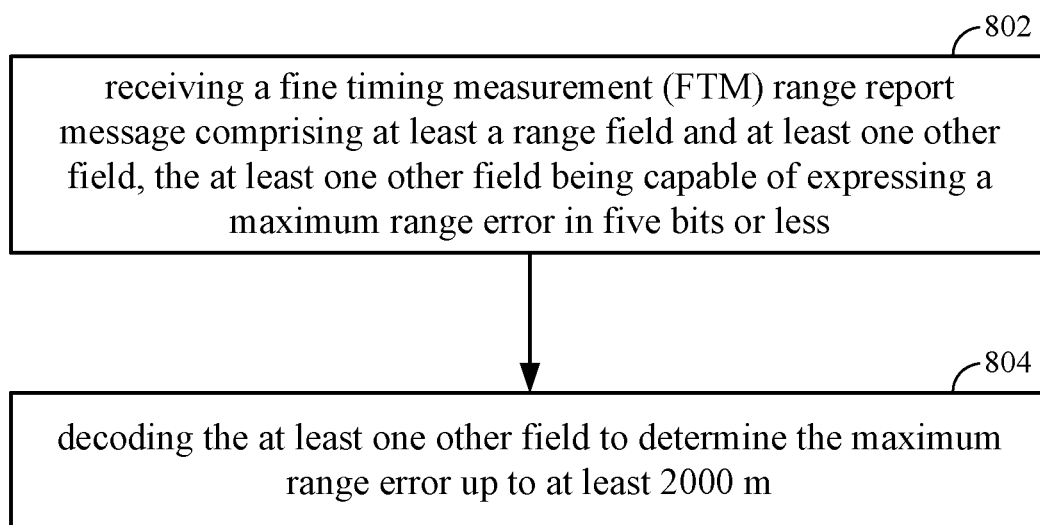 802
receiving a fine timing measurement (FTM) range report
message comprising at least a range field and at least one other
field, the at least one other field being capable of expressing a
maximum range error in five bits or less
804
decoding the at least one other field to determine the maximum
range error up to at least 2000 m